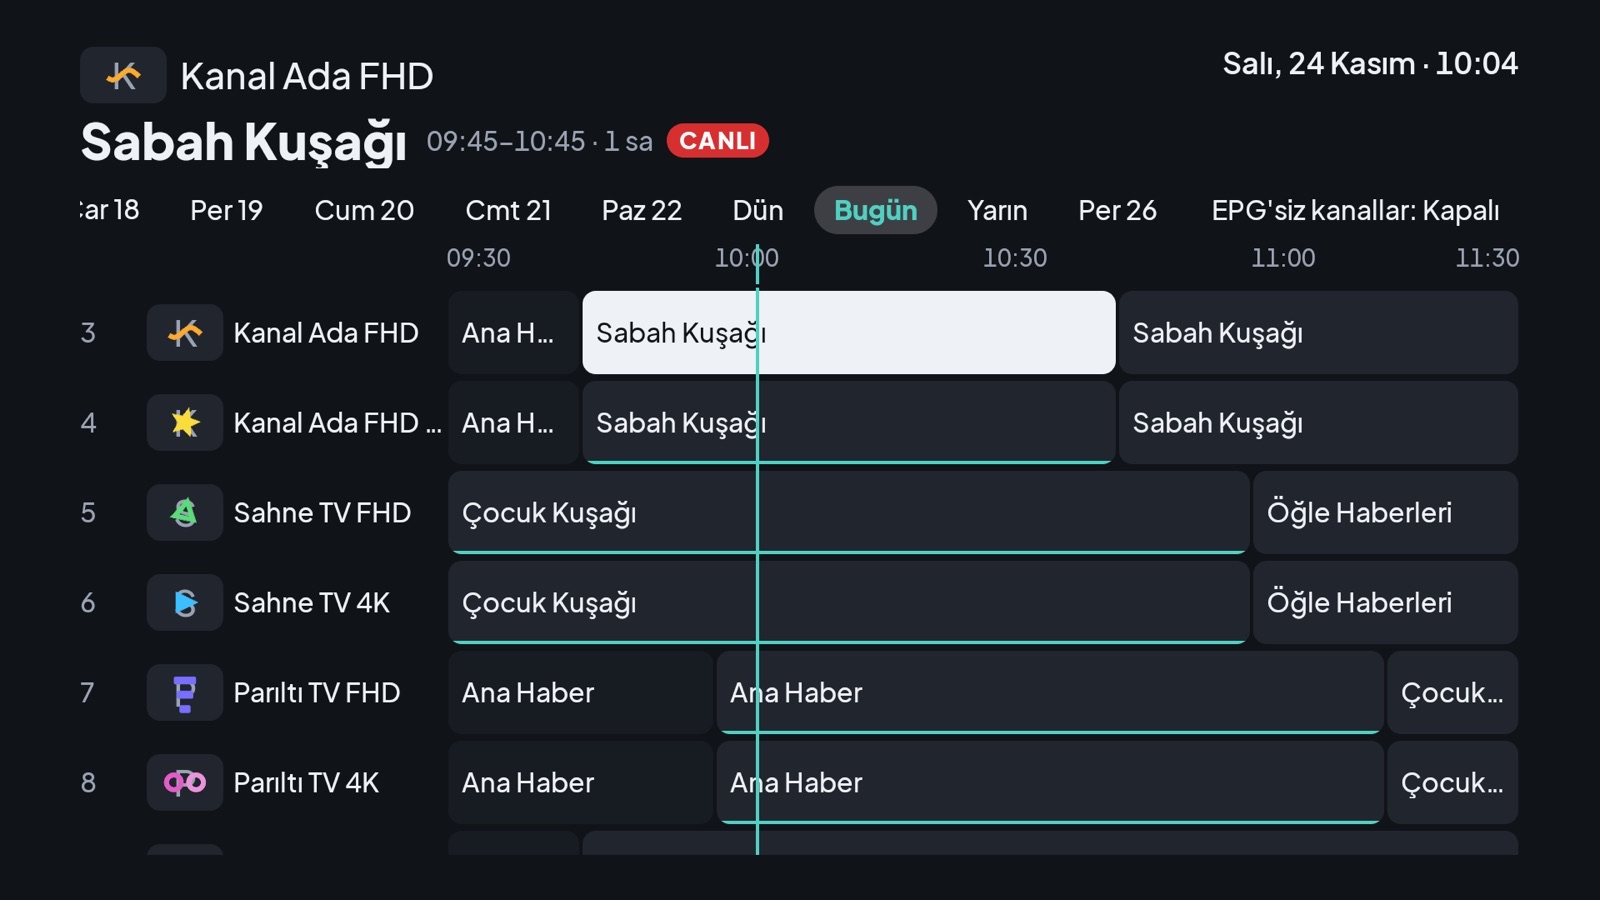 Kanal Ada FHD
Salı, 24 Kasım · 10:04
Sabah Kuşağı 09:45–10:45 · 1 sa CANLI
ar 18 Per 19 Cum 20 Cmt 21 Paz 22 Dün Bugün Yarın Per 26 EPG'siz kanallar: Kapalı
09:30 10:00 10:30 11:00 11:30
3 Kanal Ada FHD Ana H... Sabah Kuşağı Sabah Kuşağı
4 Kanal Ada FHD ... Ana H... Sabah Kuşağı Sabah Kuşağı
5 Sahne TV FHD Çocuk Kuşağı Öğle Haberleri
6 Sahne TV 4K Çocuk Kuşağı Öğle Haberleri
7 Parıltı TV FHD Ana Haber Ana Haber Çocuk...
8 Parıltı TV 4K Ana Haber Ana Haber Çocuk...